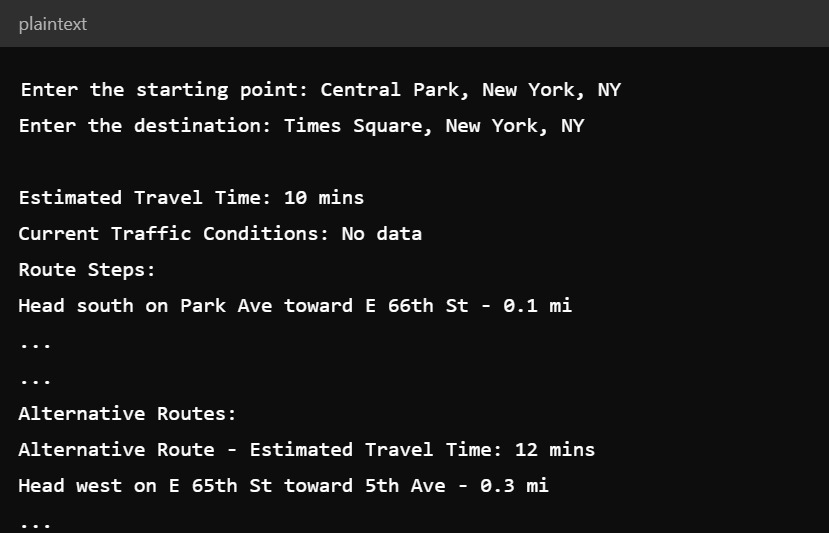 plaintext
Enter the starting point: Central Park, New York, NY
Enter the destination: Times Square, New York, NY
Estimated Travel Time: 10 mins
Current Traffic Conditions: No data
Route Steps:
Head south on Park Ave toward E 66th St - 0.1 mi
...
...
Alternative Routes:
Alternative Route - Estimated Travel Time: 12 mins
Head west on E 65th St toward 5th Ave - 0.3 mi
...